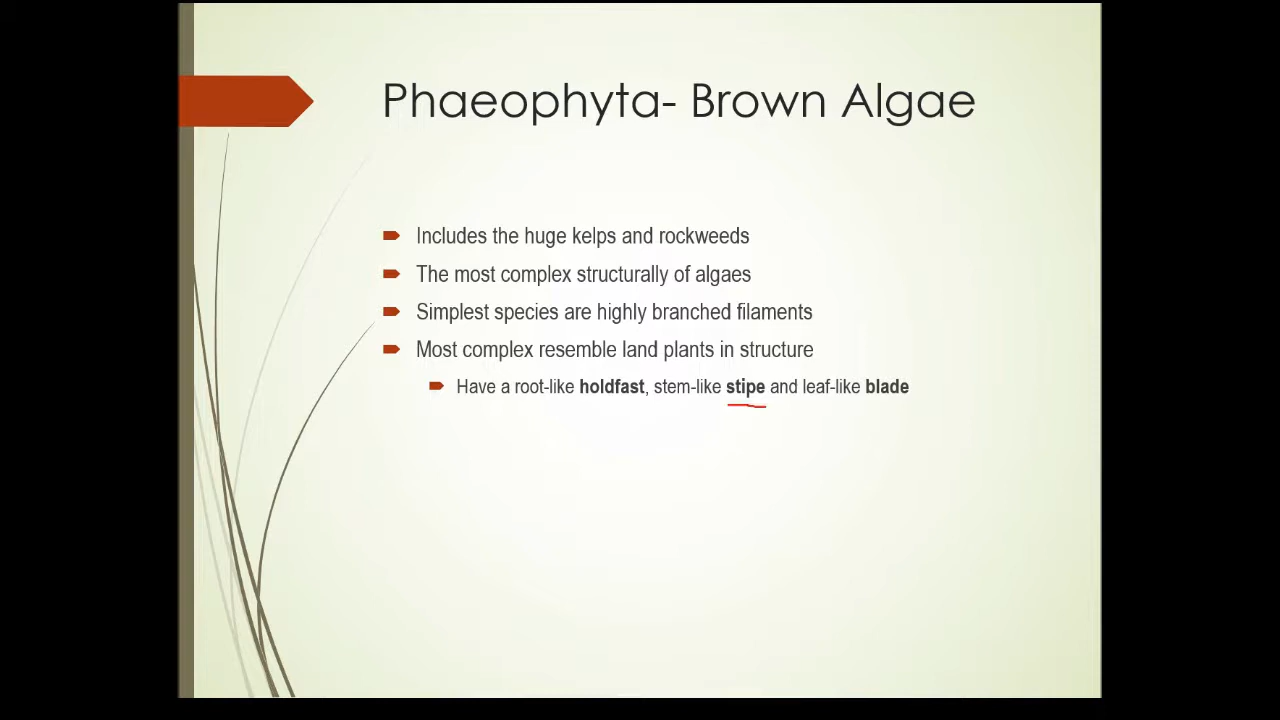 Phaeophyta- Brown Algae
Includes the huge kelps and rockweeds
The most complex structurally of algaes
Simplest species are highly branched filaments
Most complex resemble land plants in structure
Have a root-like holdfast, stem-like stipe and leaf-like blade